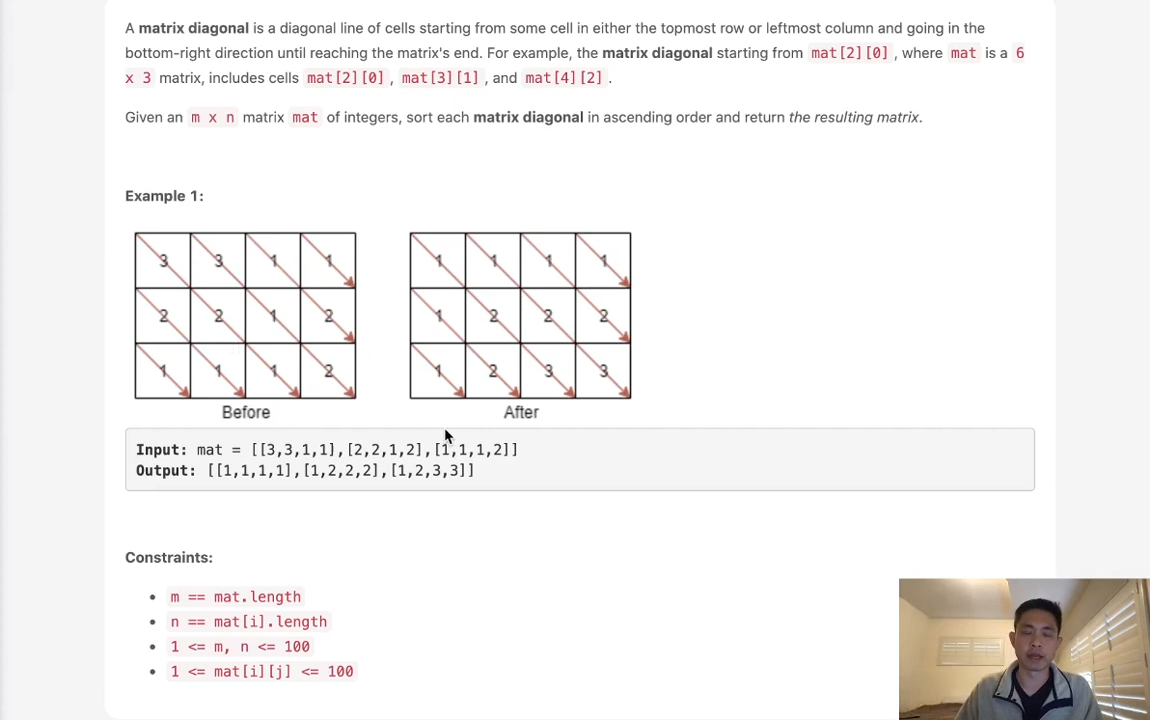 A matrix diagonal is a diagonal line of cells starting from some cell in either the topmost row or leftmost column and going in the
bottom-right direction until reaching the matrix's end. For example, the matrix diagonal starting from mat[2][0], where mat is a 6
x 3 matrix, includes cells mat[2][0], mat[3][1], and mat[4][2].
Given an m x n matrix mat of integers, sort each matrix diagonal in ascending order and return the resulting matrix.
Example 1:
3 3 1 1
2 2 1 2
1 1 1 2
Before
1 1 1 1
1 2 2 2
1 2 3 3
After
Input: mat = [[3,3,1,1],[2,2,1,2],[1,1,1,2]]
Output: [[1,1,1,1],[1,2,2,2],[1,2,3,3]]
Constraints:
• m == mat.length
• n == mat[i].length
• 1 <= m, n <= 100
• 1 <= mat[i][j] <= 100